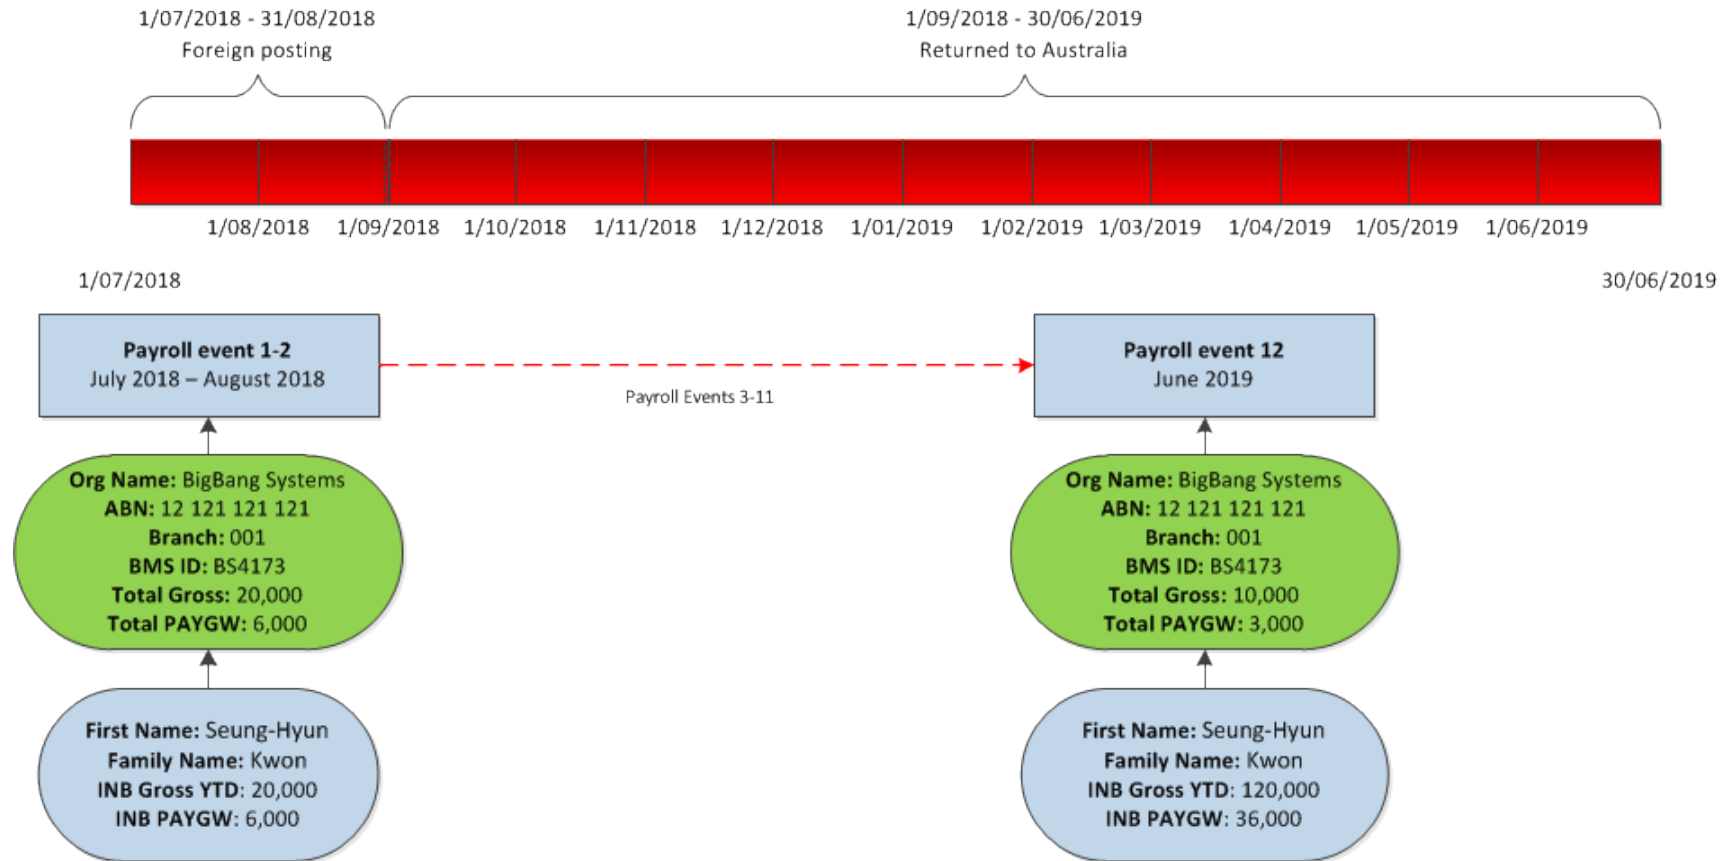 1/07/2018 - 31/08/2018
Foreign posting
1/09/2018 - 30/06/2019
Returned to Australia
1/08/2018
1/09/2018
1/10/2018
1/11/2018
1/12/2018
1/01/2019
1/02/2019
1/03/2019
1/04/2019
1/05/2019
1/06/2019
1/07/2018
30/06/2019
Payroll event 1-2
July 2018 – August 2018
Payroll Events 3-11
Payroll event 12
June 2019
Org Name: BigBang Systems
ABN: 12 121 121 121
Branch: 001
BMS ID: BS4173
Total Gross: 20,000
Total PAYGW: 6,000
Org Name: BigBang Systems
ABN: 12 121 121 121
Branch: 001
BMS ID: BS4173
Total Gross: 10,000
Total PAYGW: 3,000
First Name: Seung-Hyun
Family Name: Kwon
INB Gross YTD: 20,000
INB PAYGW: 6,000
First Name: Seung-Hyun
Family Name: Kwon
INB Gross YTD: 120,000
INB PAYGW: 36,000